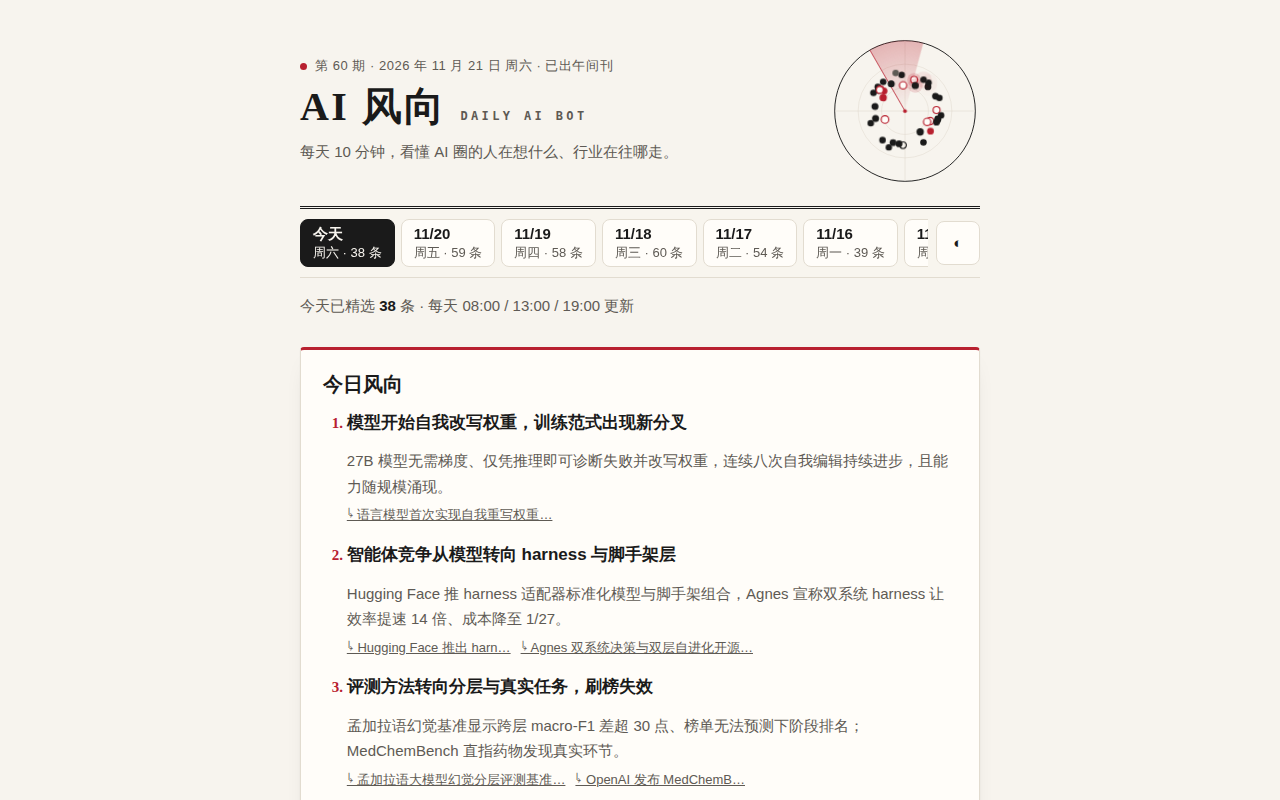 第 60 期 · 2026 年 11 月 21 日 周六 · 已出午间刊
AI 风向 DAILY AI BOT
每天 10 分钟，看懂 AI 圈的人在想什么、行业在往哪走。
今天 11/20 11/19 11/18 11/17 11/16
周六 · 38 条 周五 · 59 条 周四 · 58 条 周三 · 60 条 周二 · 54 条 周一 · 39 条 周
今天已精选 38 条 · 每天 08:00 / 13:00 / 19:00 更新
今日风向
1. 模型开始自我改写权重，训练范式出现新分叉
27B 模型无需梯度、仅凭推理即可诊断失败并改写权重，连续八次自我编辑持续进步，且能
力随规模涌现。
↳ 语言模型首次实现自我重写权重…
2. 智能体竞争从模型转向 harness 与脚手架层
Hugging Face 推 harness 适配器标准化模型与脚手架组合，Agnes 宣称双系统 harness 让
效率提速 14 倍、成本降至 1/27。
↳ Hugging Face 推出 harn… ↳ Agnes 双系统决策与双层自进化开源…
3. 评测方法转向分层与真实任务，刷榜失效
孟加拉语幻觉基准显示跨层 macro-F1 差超 30 点、榜单无法预测下阶段排名；
MedChemBench 直指药物发现真实环节。
↳ 孟加拉语大模型幻觉分层评测基准… ↳ OpenAI 发布 MedChemB…